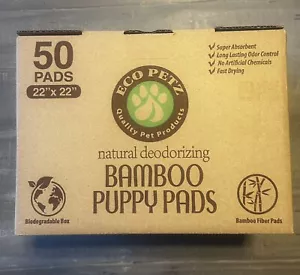 50
PADS
22"x 22"
ECO PETZ
Quality Pet Products
Super Absorbent
Long Lasting Odor Control
No Artificial Chemicals
Fast Drying
natural deodorizing
BAMBOO
PUPPY PADS
Biodegradable Box
Bamboo Fiber Pads